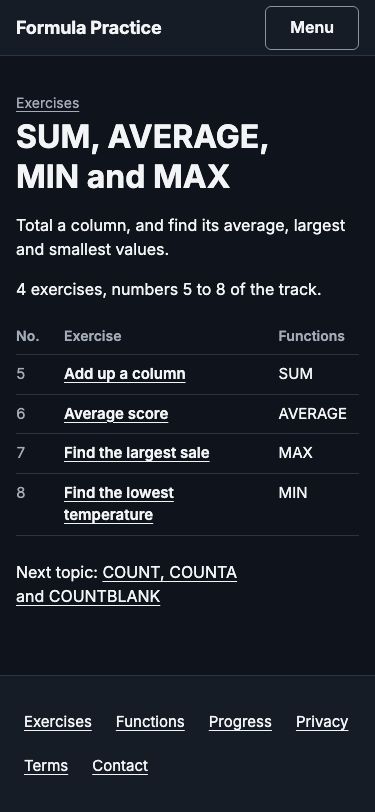 Formula Practice
Menu
Exercises
SUM, AVERAGE,
MIN and MAX
Total a column, and find its average, largest
and smallest values.
4 exercises, numbers 5 to 8 of the track.
No. Exercise Functions
5 Add up a column SUM
6 Average score AVERAGE
7 Find the largest sale MAX
8 Find the lowest MIN
temperature
Next topic: COUNT, COUNTA
and COUNTBLANK
Exercises Functions Progress Privacy
Terms Contact